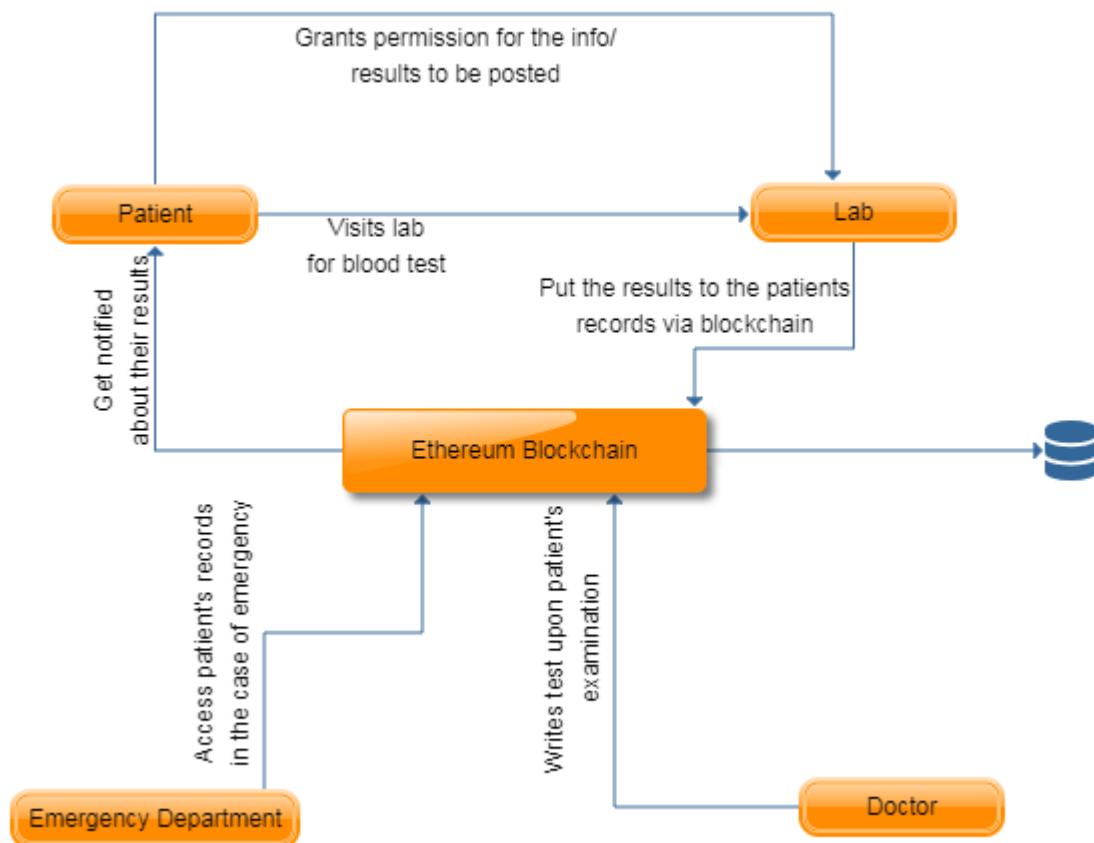 Grants permission for the info/
results to be posted
Patient
Lab
Visits lab
for blood test
Get notified
about their results
Put the results to the patients
records via blockchain
Ethereum Blockchain
Access patient's records
in the case of emergency
Writes test upon patient's
examination
Emergency Department
Doctor